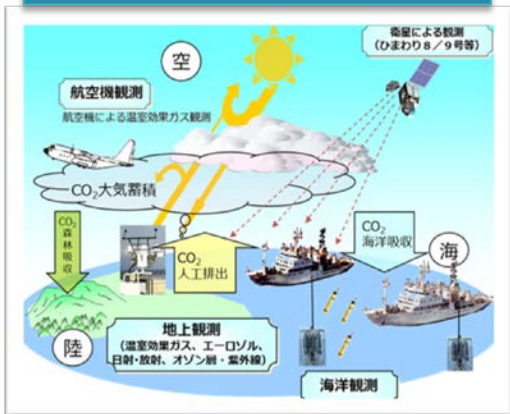 衛星による観測
(ひまわり8/9号等)
空
航空機観測
航空機による温室効果ガス観測
CO₂大気蓄積
CO₂
森林吸収
CO₂
人工排出
CO₂
海洋吸収
海
陸
地上観測
(温室効果ガス、エーロゾル、
日射・放射、オゾン層・紫外線)
海洋観測